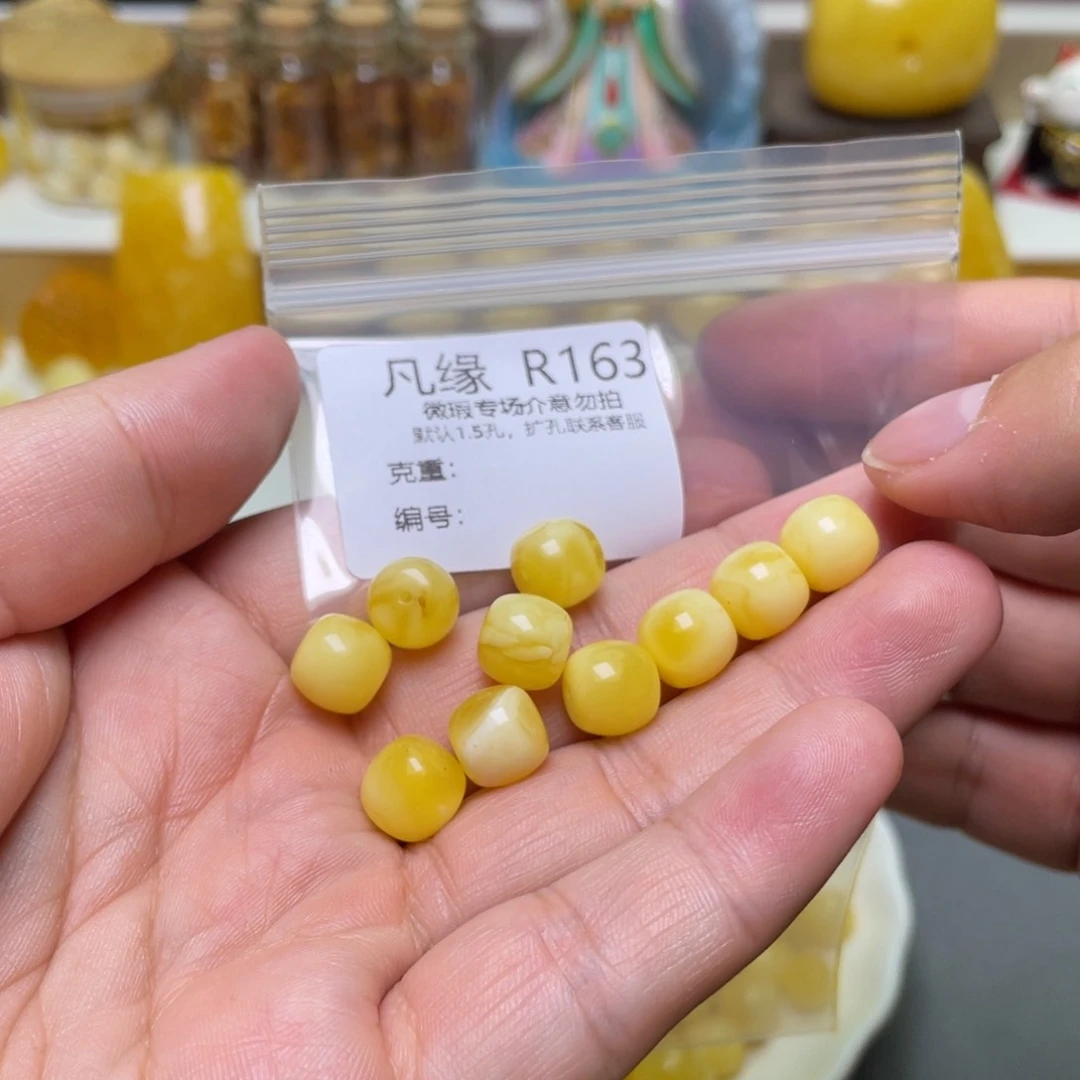 凡缘 R163
微瑕专场介意勿拍
默认1.5孔，扩孔联系客服
克重：
编号：